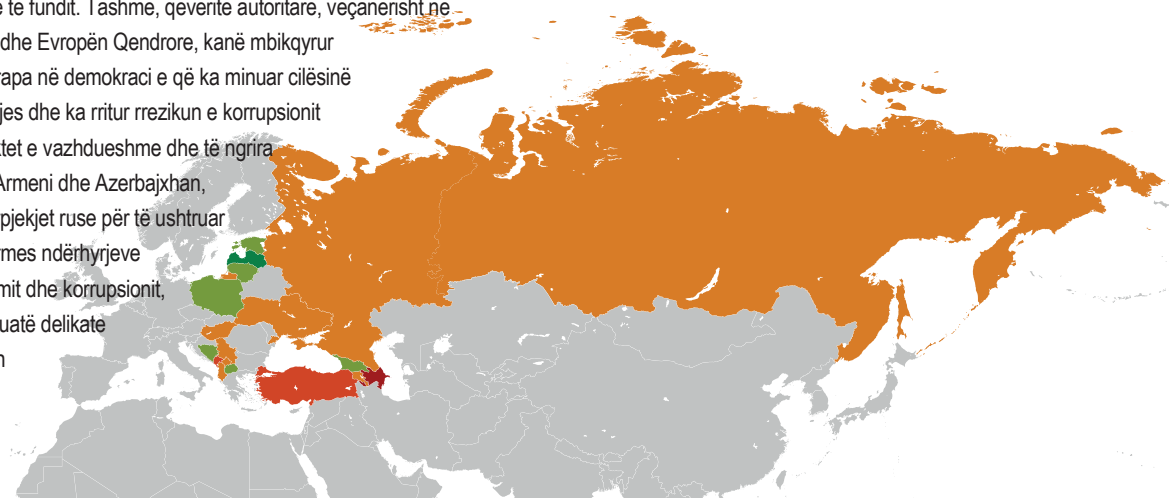 e të fundit. Tashmë, qeveritë autoritare, veçanërisht në
dhe Evropën Qendrore, kanë mbikqyrur
rapa në demokraci e që ka minuar cilësinë
jes dhe ka rritur rrezikun e korrupsionit
tet e vazhdueshme dhe të ngrira
Armeni dhe Azerbajxhan,
pjekjet ruse për të ushtruar
rmes ndërhyrjeve
mit dhe korrupsionit,
uatë delikate